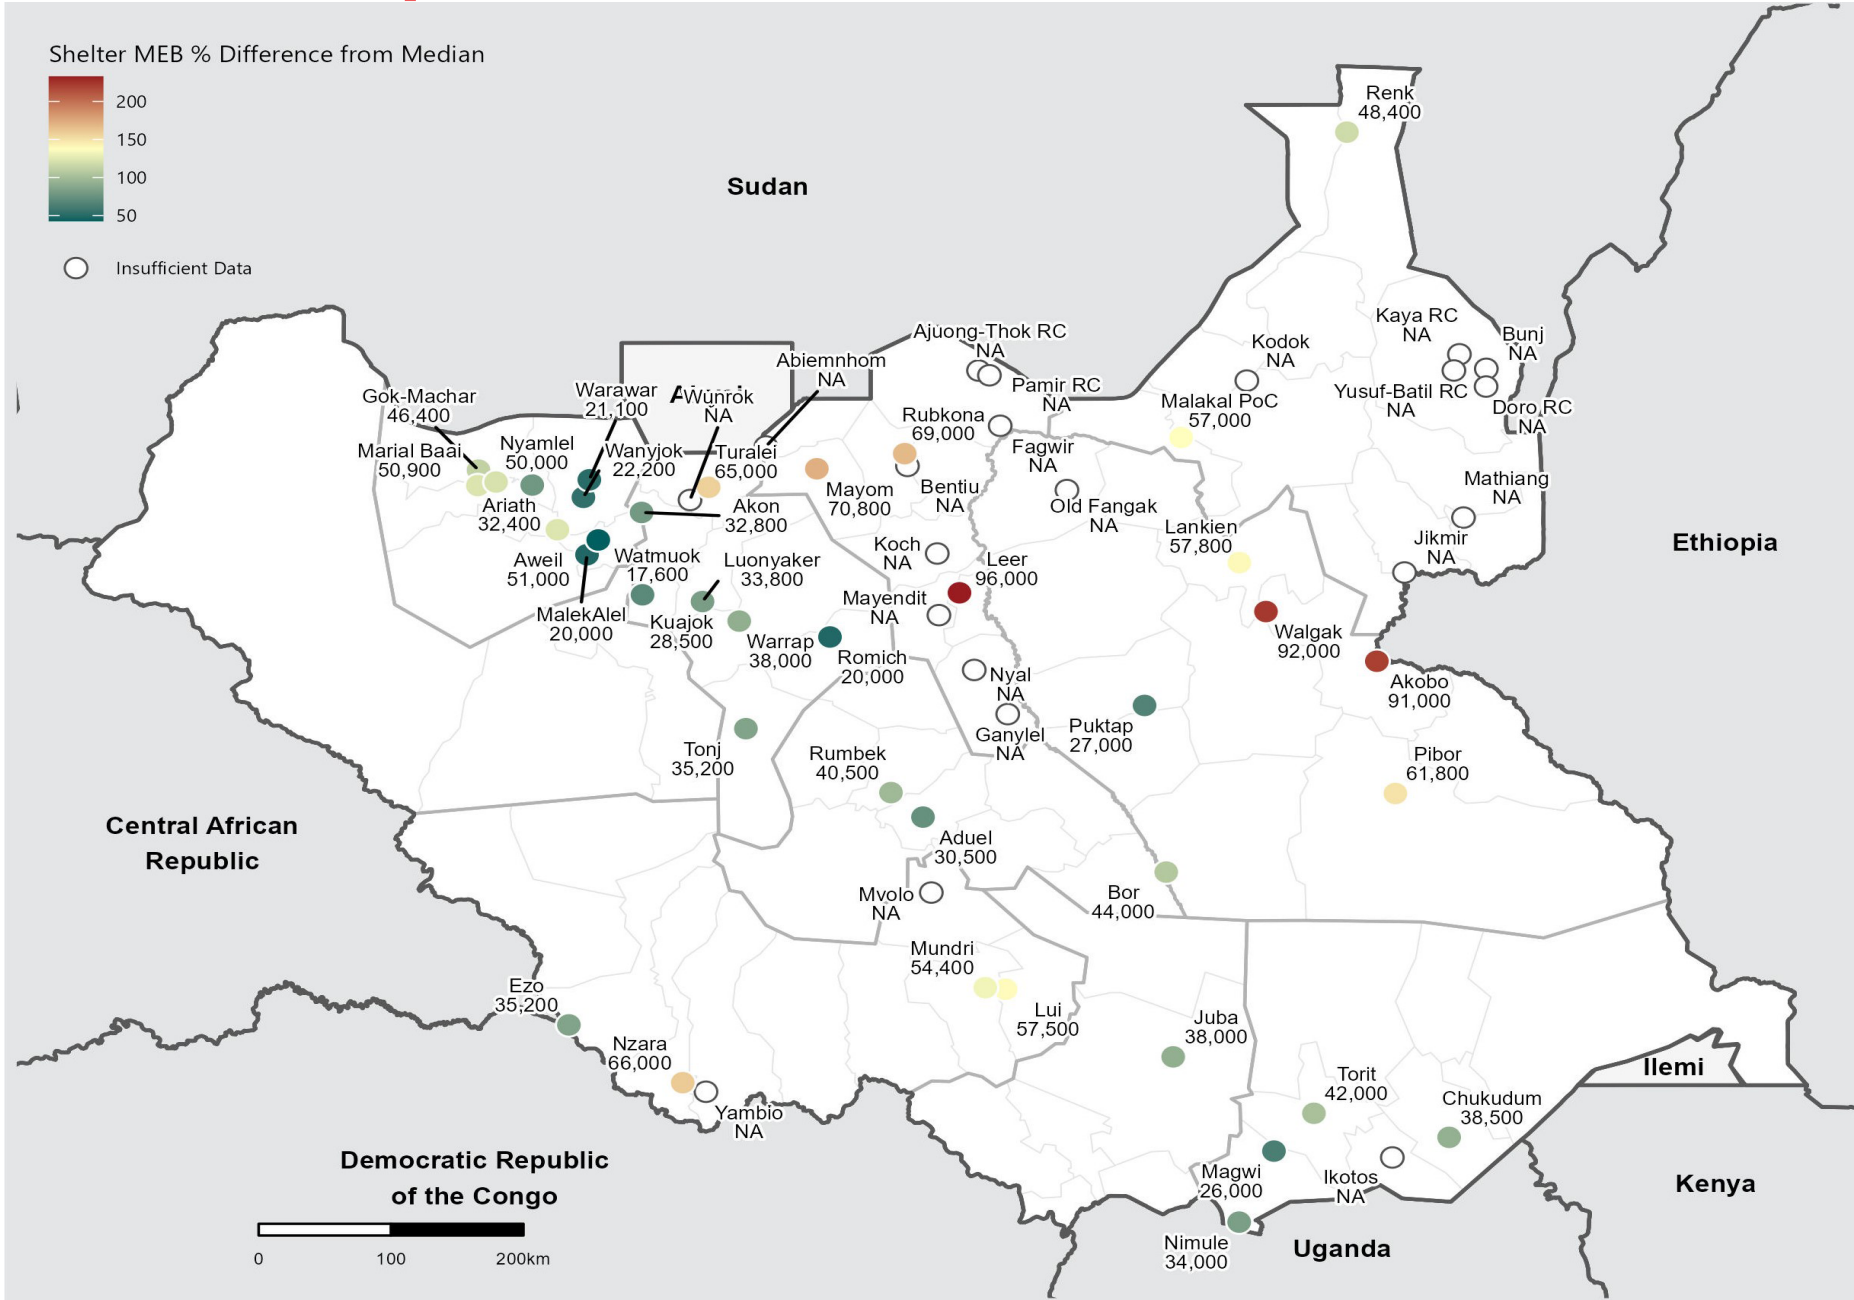 Shelter MEB % Difference from Median
200
150
100
50
Insufficient Data
Sudan
Renk
48,400
Kaya RC
NA
Bunj
NA
Kodok
NA
Yusuf-Batil RC
NA
Doro RC
NA
Ajuong-Thok RC
NA
Abiemnhom
NA
Pamir RC
NA
Malakal PoC
57,000
Gok-Machar
46,400
Warawar
21,100
Wunrok
NA
Rubkona
69,000
Marial Baai
50,900
Nyamlel
50,000
Wanyjok
22,200
Turalei
65,000
Fagwir
NA
Mayom
70,800
Bentiu
NA
Mathiang
NA
Ariath
32,400
Akon
32,800
Old Fangak
NA
Lankien
57,800
Jikmir
NA
Ethiopia
Koch
NA
Leer
96,000
Aweil
51,000
Watmuok
17,600
Luonyaker
33,800
Mayendit
NA
MalekAlel
20,000
Kuajok
28,500
Warrap
38,000
Romich
20,000
Walgak
92,000
Akobo
91,000
Nyal
NA
Ganylel
NA
Puktap
27,000
Tonj
35,200
Rumbek
40,500
Pibor
61,800
Central African
Republic
Aduel
30,500
Mvolo
NA
Bor
44,000
Mundri
54,400
Ezo
35,200
Lui
57,500
Juba
38,000
Nzara
66,000
Ilemi
Torit
42,000
Chukudum
38,500
Yambio
NA
Democratic Republic
of the Congo
Magwi
26,000
Ikotos
NA
Kenya
Nimule
34,000
Uganda
0
100
200km